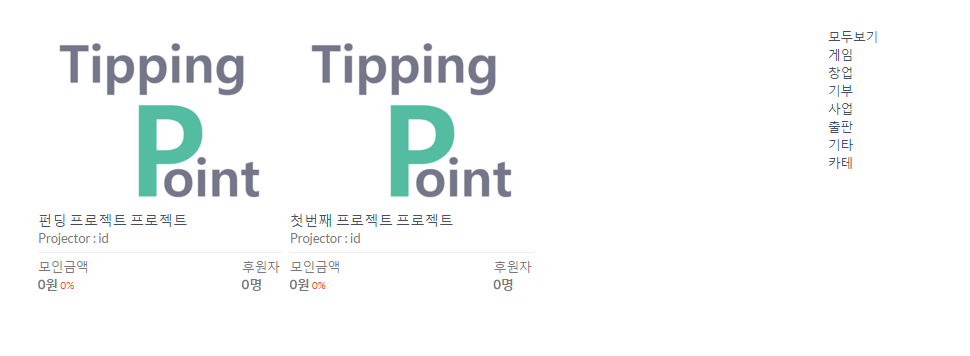 Tipping
Point
펀딩 프로젝트 프로젝트
Projector : id
모인금액 후원자
0원 0% 0명
Tipping
Point
첫번째 프로젝트 프로젝트
Projector : id
모인금액 후원자
0원 0% 0명
모두보기
게임
창업
기부
사업
출판
기타
카테